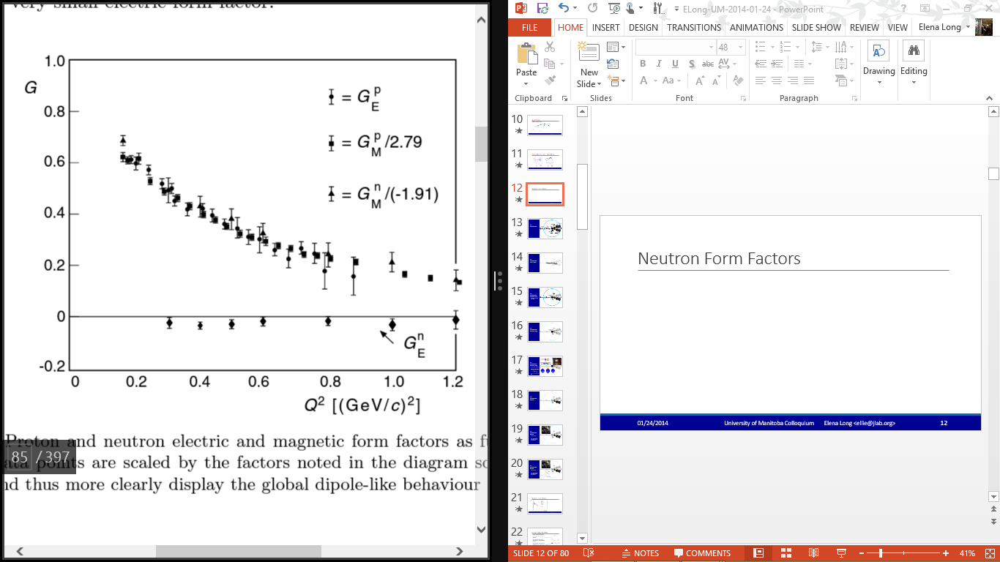 very small electric form factor.
1.0
G
0.8
0.6
0.4
0.2
0
-0.2
= G_E^p
= G_M^p/2.79
= G_M^n/(-1.91)
G_E^n
0 0.2 0.4 0.6 0.8 1.0 1.2
Q² [(GeV/c)²]
Proton and neutron electric and magnetic form factors as
points are scaled by the factors noted in the diagram
thus more clearly display the global dipole-like behaviour
85 / 397
ELong-UM-2014-01-24 - PowerPoint
FILE HOME INSERT DESIGN TRANSITIONS ANIMATIONS SLIDE SHOW REVIEW VIEW Elena Long
48
Paste
New
Slide
B I U S abc AV
A Aa A A
Drawing
Editing
Clipboard Slides Font Paragraph
10
11
12
13
14
15
16
17
18
19
20
21
22
Neutron Form Factors
01/24/2014 University of Manitoba Colloquium Elena Long <ellie@jlab.org> 12
SLIDE 12 OF 80 NOTES COMMENTS 41%